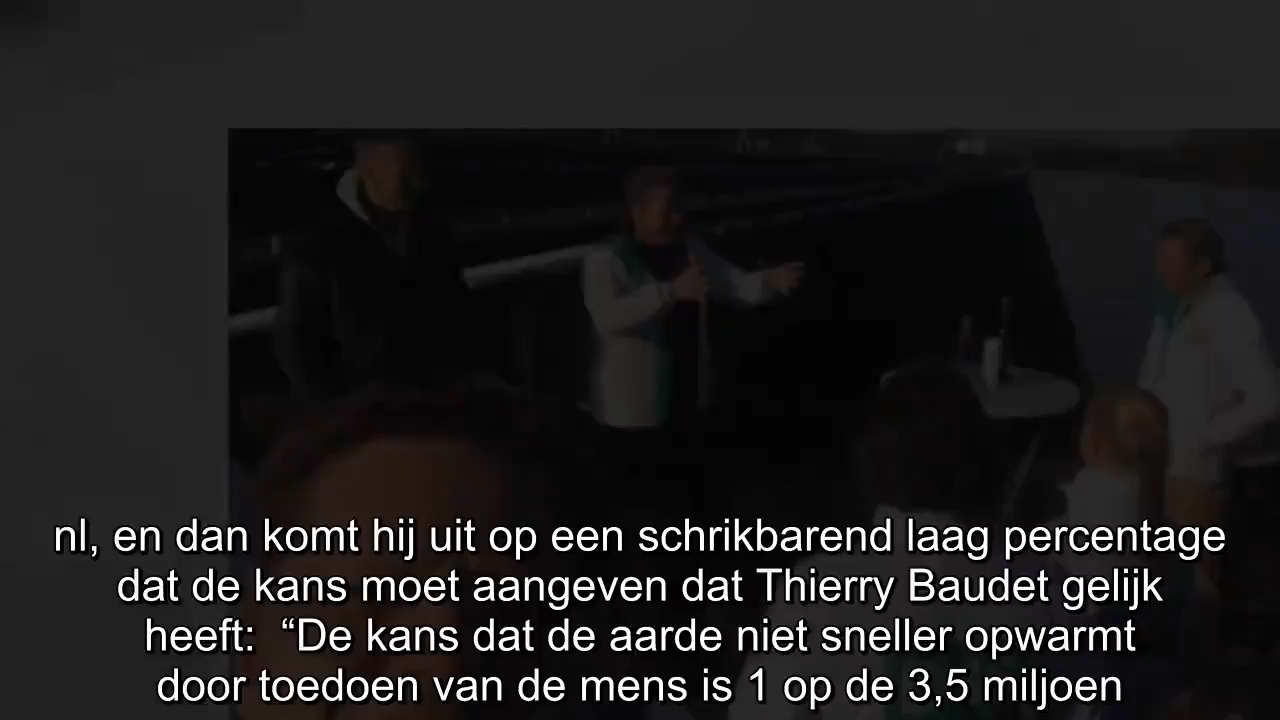 nl, en dan komt hij uit op een schrikbarend laag percentage
dat de kans moet aangeven dat Thierry Baudet gelijk
heeft: “De kans dat de aarde niet sneller opwarmt
door toedoen van de mens is 1 op de 3,5 miljoen